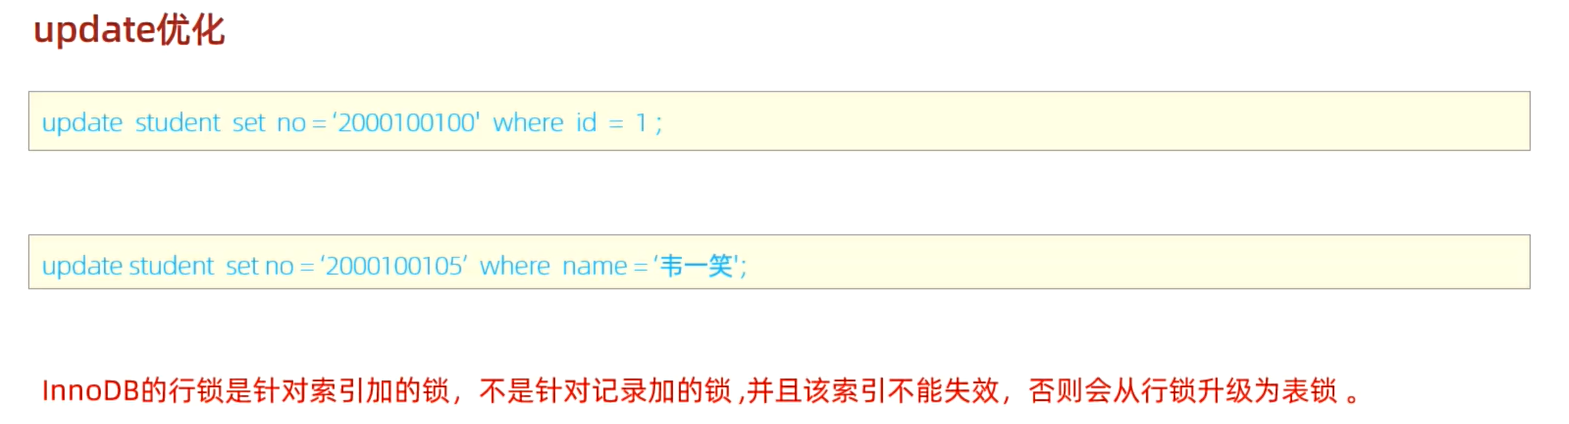 update优化
update student set no = ‘2000100100' where id = 1 ;
update student set no = ‘2000100105’ where name = ‘韦一笑';
InnoDB的行锁是针对索引加的锁，不是针对记录加的锁 ,并且该索引不能失效，否则会从行锁升级为表锁 。